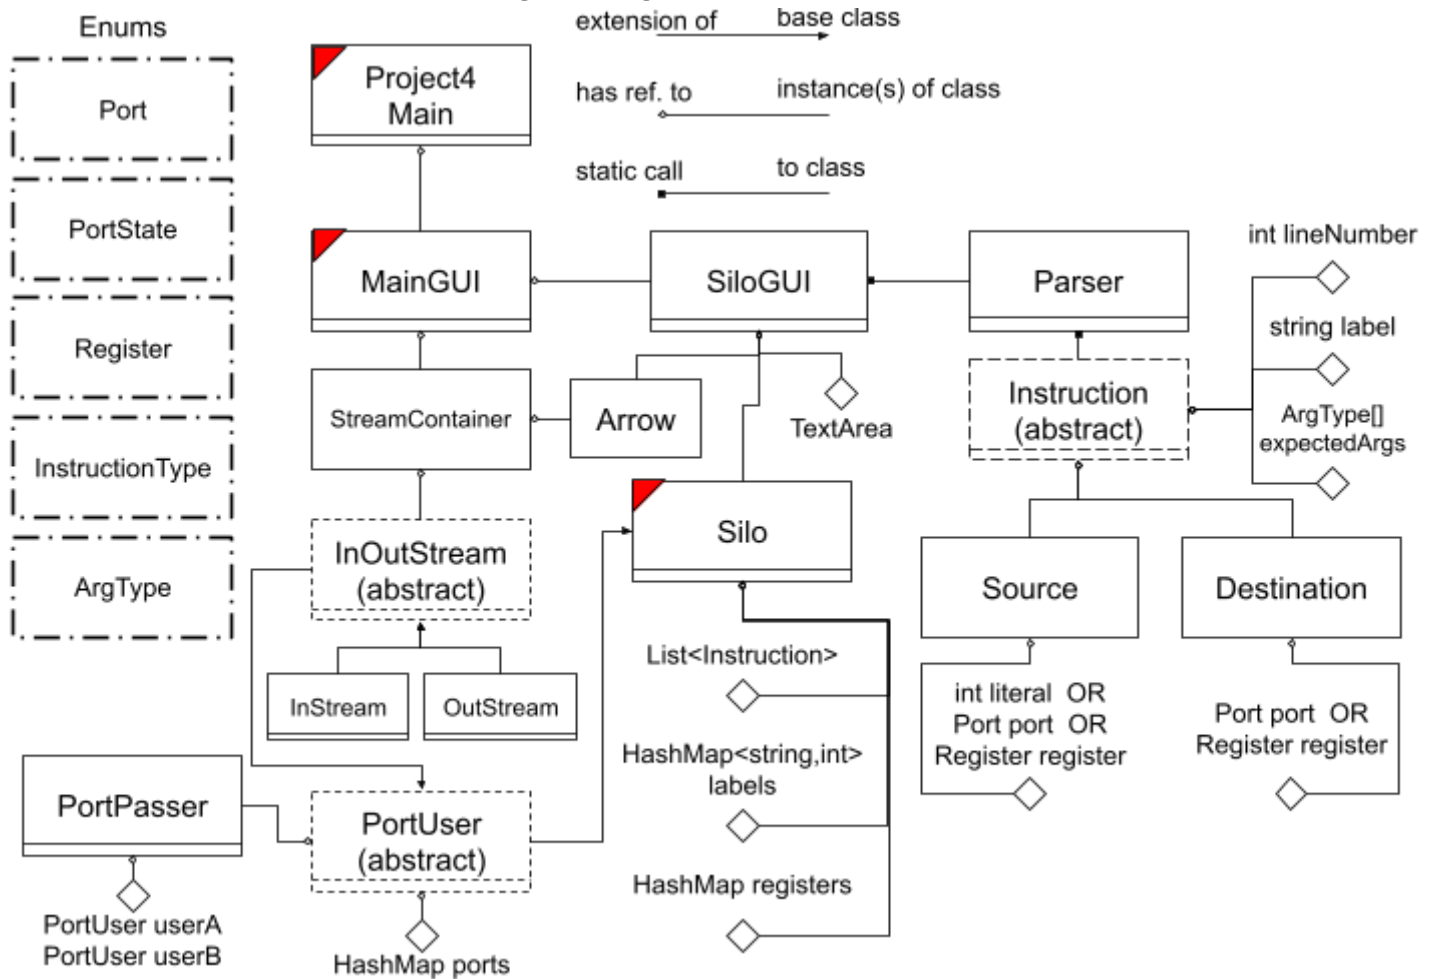 Enums
Port
PortState
Register
InstructionType
ArgType
extension of
base class
has ref. to
instance(s) of class
static call
to class
Project4
Main
MainGUI
SiloGUI
Parser
int lineNumber
string label
ArgType[]
expectedArgs
StreamContainer
Arrow
TextArea
Instruction
(abstract)
InOutStream
(abstract)
Silo
Source
Destination
InStream
OutStream
List<Instruction>
HashMap<string,int>
labels
HashMap registers
int literal OR
Port port OR
Register register
Port port OR
Register register
PortPasser
PortUser
(abstract)
PortUser userA
PortUser userB
HashMap ports